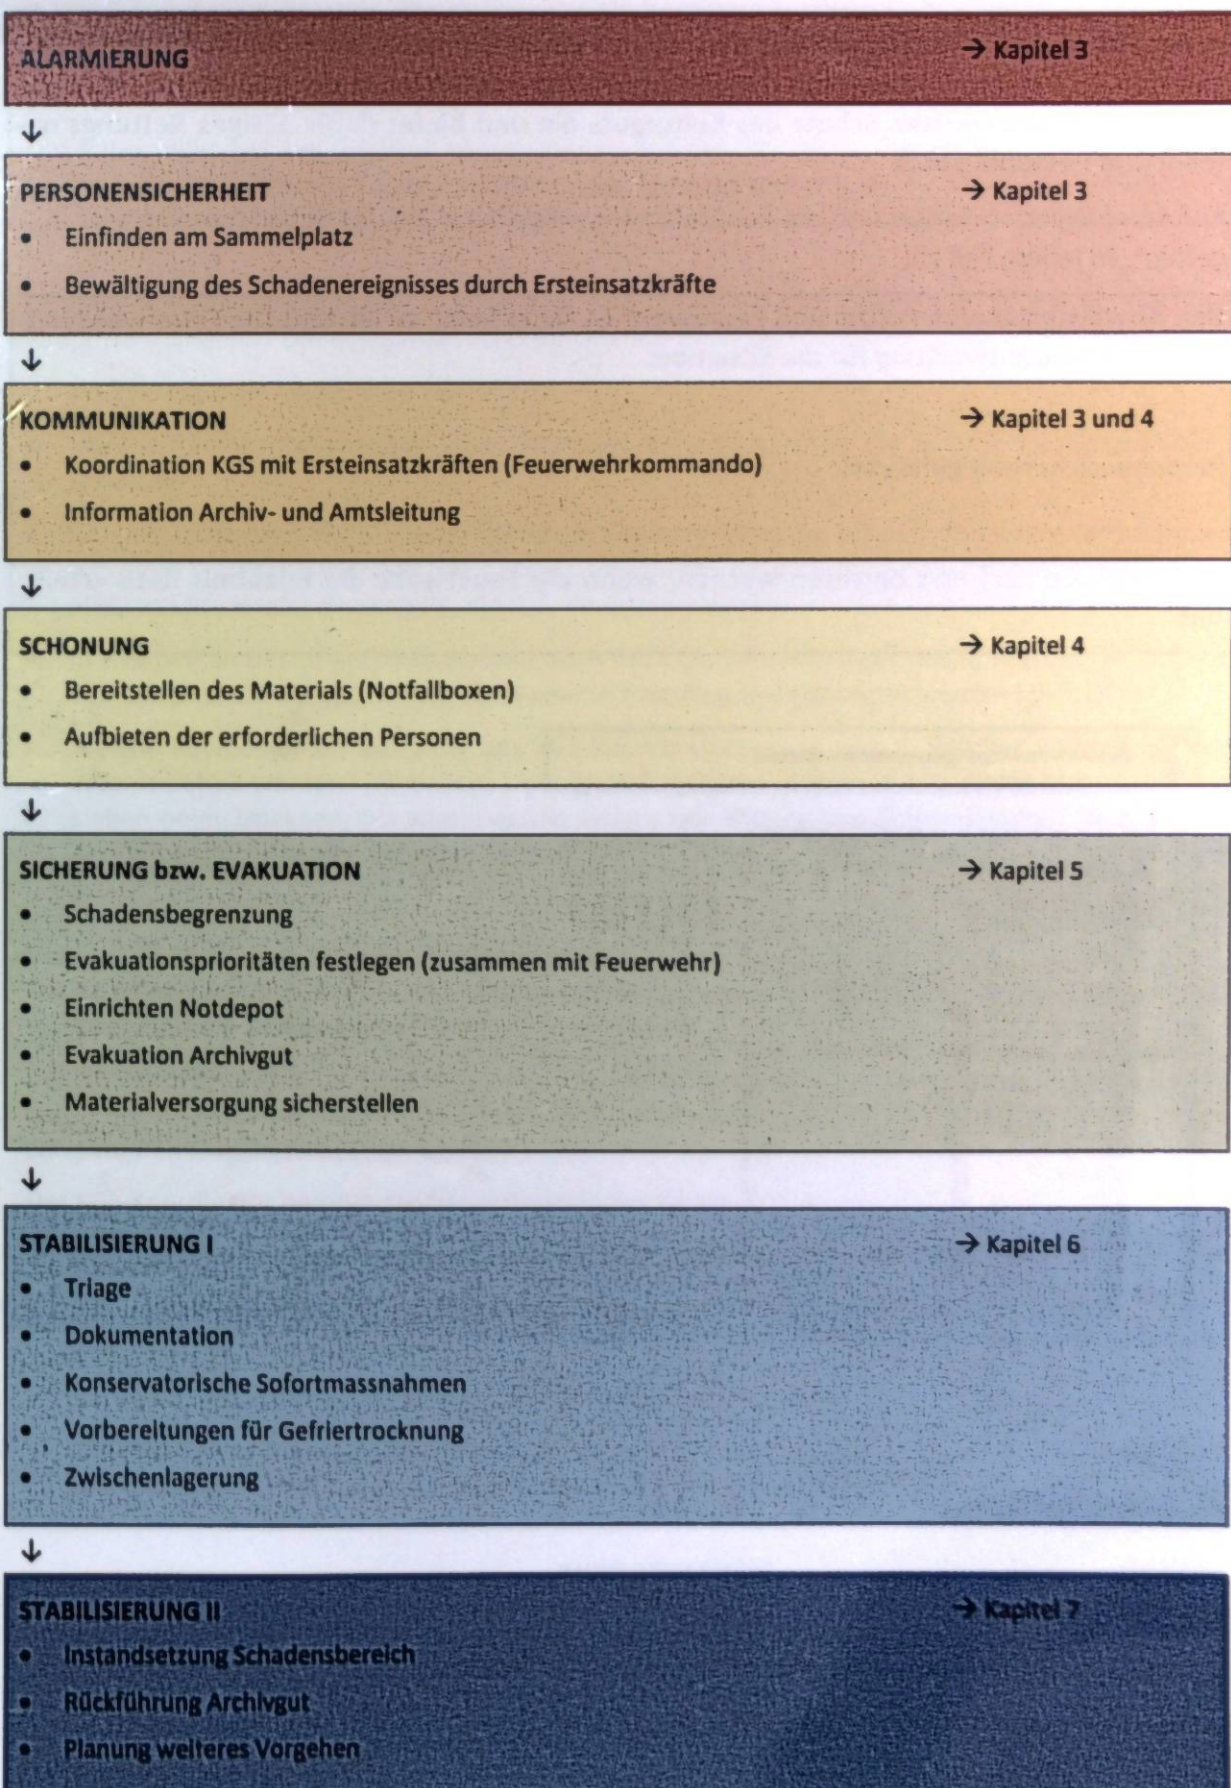 ALARMIERUNG → Kapitel 3
↓
PERSONENSICHERHEIT → Kapitel 3
• Einfinden am Sammelplatz
• Bewältigung des Schadenereignisses durch Ersteinsatzkräfte
↓
KOMMUNIKATION → Kapitel 3 und 4
• Koordination KGS mit Ersteinsatzkräften (Feuerwehrkommando)
• Information Archiv- und Amtsleitung
↓
SCHONUNG → Kapitel 4
• Bereitstellen des Materials (Notfallboxen)
• Aufbieten der erforderlichen Personen
↓
SICHERUNG bzw. EVAKUATION → Kapitel 5
• Schadensbegrenzung
• Evakuationsprioritäten festlegen (zusammen mit Feuerwehr)
• Einrichten Notdepot
• Evakuation Archivgut
• Materialversorgung sicherstellen
↓
STABILISIERUNG I → Kapitel 6
• Triage
• Dokumentation
• Konservatorische Sofortmassnahmen
• Vorbereitungen für Gefriertrocknung
• Zwischenlagerung
↓
STABILISIERUNG II → Kapitel 7
• Instandsetzung Schadensbereich
• Rückführung Archivgut
• Planung weiteres Vorgehen